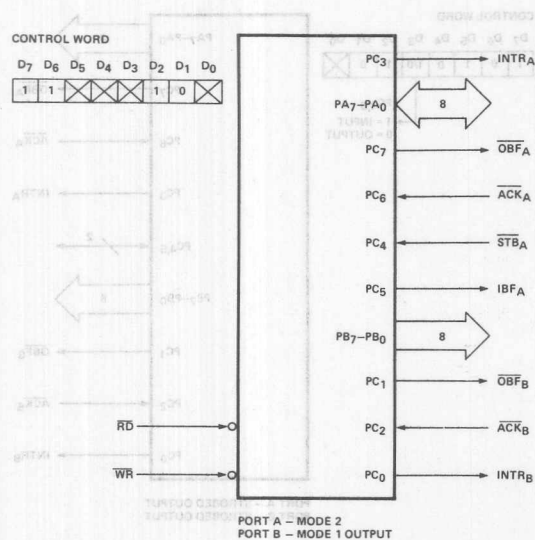 CONTROL WORD
D7 D6 D5 D4 D3 D2 D1 D0
1 1 1 0
PC3 INTRA
PA7–PA0 8
PC7 OBFA
PC6 ACKA
PC4 STBA
PC5 IBFA
PB7–PB0 8
PC1 OBFB
RD
PC2 ACKB
WR
PC0 INTRB
PORT A – MODE 2
PORT B – MODE 1 OUTPUT